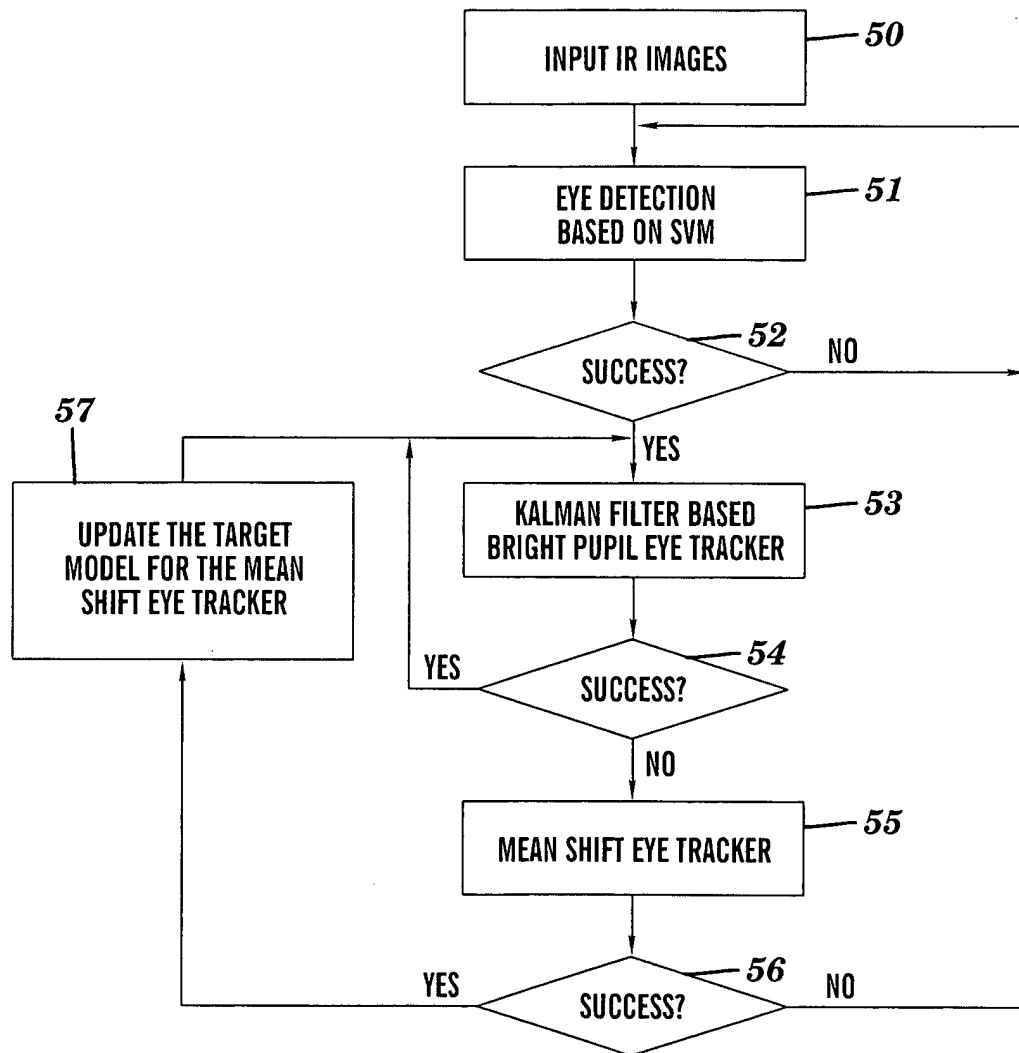 50
INPUT IR IMAGES
51
EYE DETECTION
BASED ON SVM
52
SUCCESS?
NO
57
YES
UPDATE THE TARGET
MODEL FOR THE MEAN
SHIFT EYE TRACKER
53
KALMAN FILTER BASED
BRIGHT PUPIL EYE TRACKER
54
YES
SUCCESS?
NO
55
MEAN SHIFT EYE TRACKER
56
YES
SUCCESS?
NO